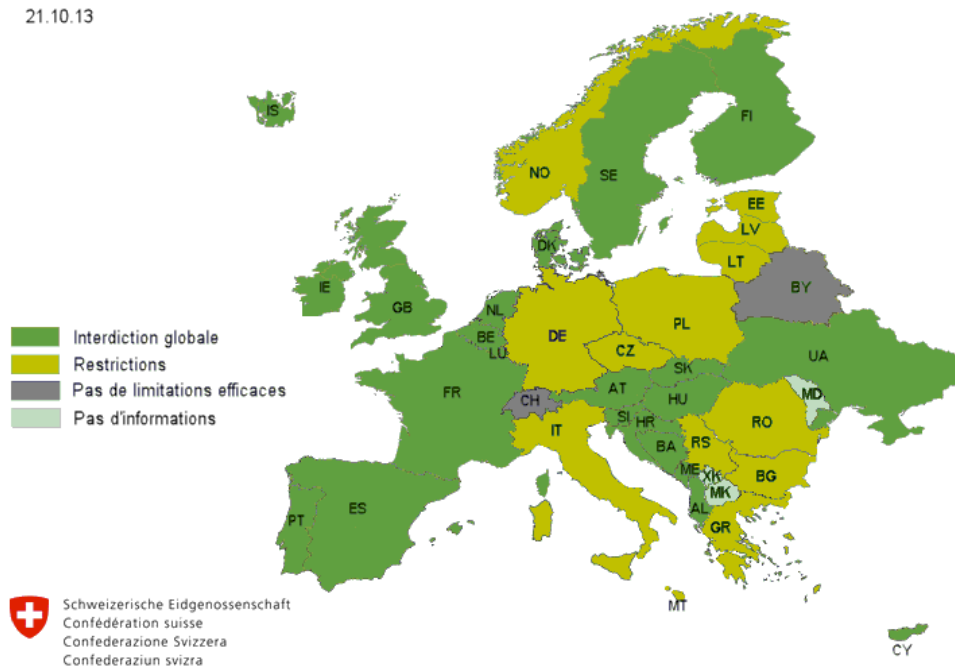 21.10.13
IS
FI
NO
SE
EE
LV
DK
LT
IE
BY
GB
NL
BE
DE
PL
LU
CZ
UA
SK
FR
AT
MD
CH
HU
SI
HR
IT
RO
BA
RS
ME
XK
BG
MK
PT
ES
AL
GR
MT
CY
Interdiction globale
Restrictions
Pas de limitations efficaces
Pas d'informations
Schweizerische Eidgenossenschaft
Confédération suisse
Confederazione Svizzera
Confederaziun svizra